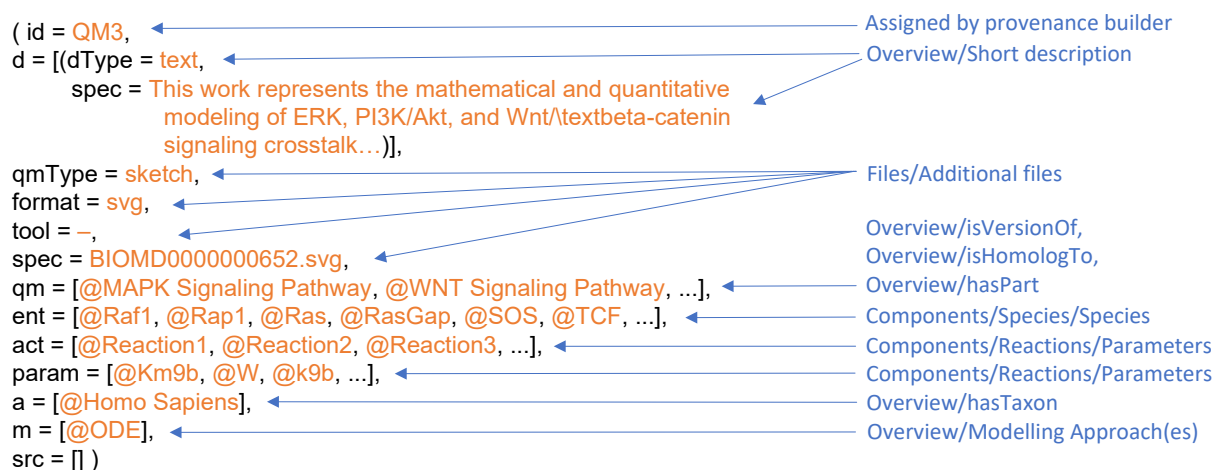 ( id = QM3,
Assigned by provenance builder
d = [(dType = text,
Overview/Short description
spec = This work represents the mathematical and quantitative
modeling of ERK, PI3K/Akt, and Wnt/\textbeta-catenin
signaling crosstalk…)],
qmType = sketch,
Files/Additional files
format = svg,
tool = –,
Overview/isVersionOf,
spec = BIOMD0000000652.svg,
Overview/isHomologTo,
qm = [@MAPK Signaling Pathway, @WNT Signaling Pathway, ...],
Overview/hasPart
ent = [@Raf1, @Rap1, @Ras, @RasGap, @SOS, @TCF, ...],
Components/Species/Species
act = [@Reaction1, @Reaction2, @Reaction3, ...],
Components/Reactions/Parameters
param = [@Km9b, @W, @k9b, ...],
Components/Reactions/Parameters
a = [@Homo Sapiens],
Overview/hasTaxon
m = [@ODE],
Overview/Modelling Approach(es)
src = [] )